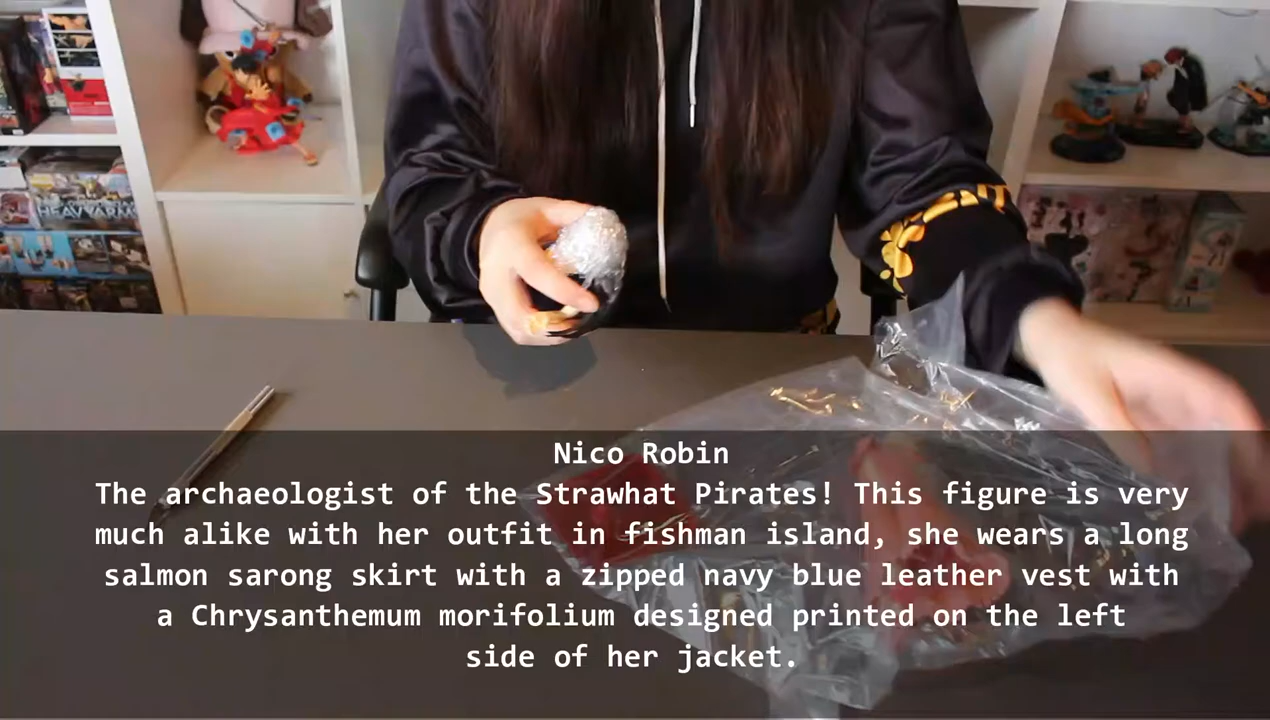 HEAVYARMS
Nico Robin
The archaeologist of the Strawhat Pirates! This figure is very
much alike with her outfit in fishman island, she wears a long
salmon sarong skirt with a zipped navy blue leather vest with
a Chrysanthemum morifolium designed printed on the left
side of her jacket.